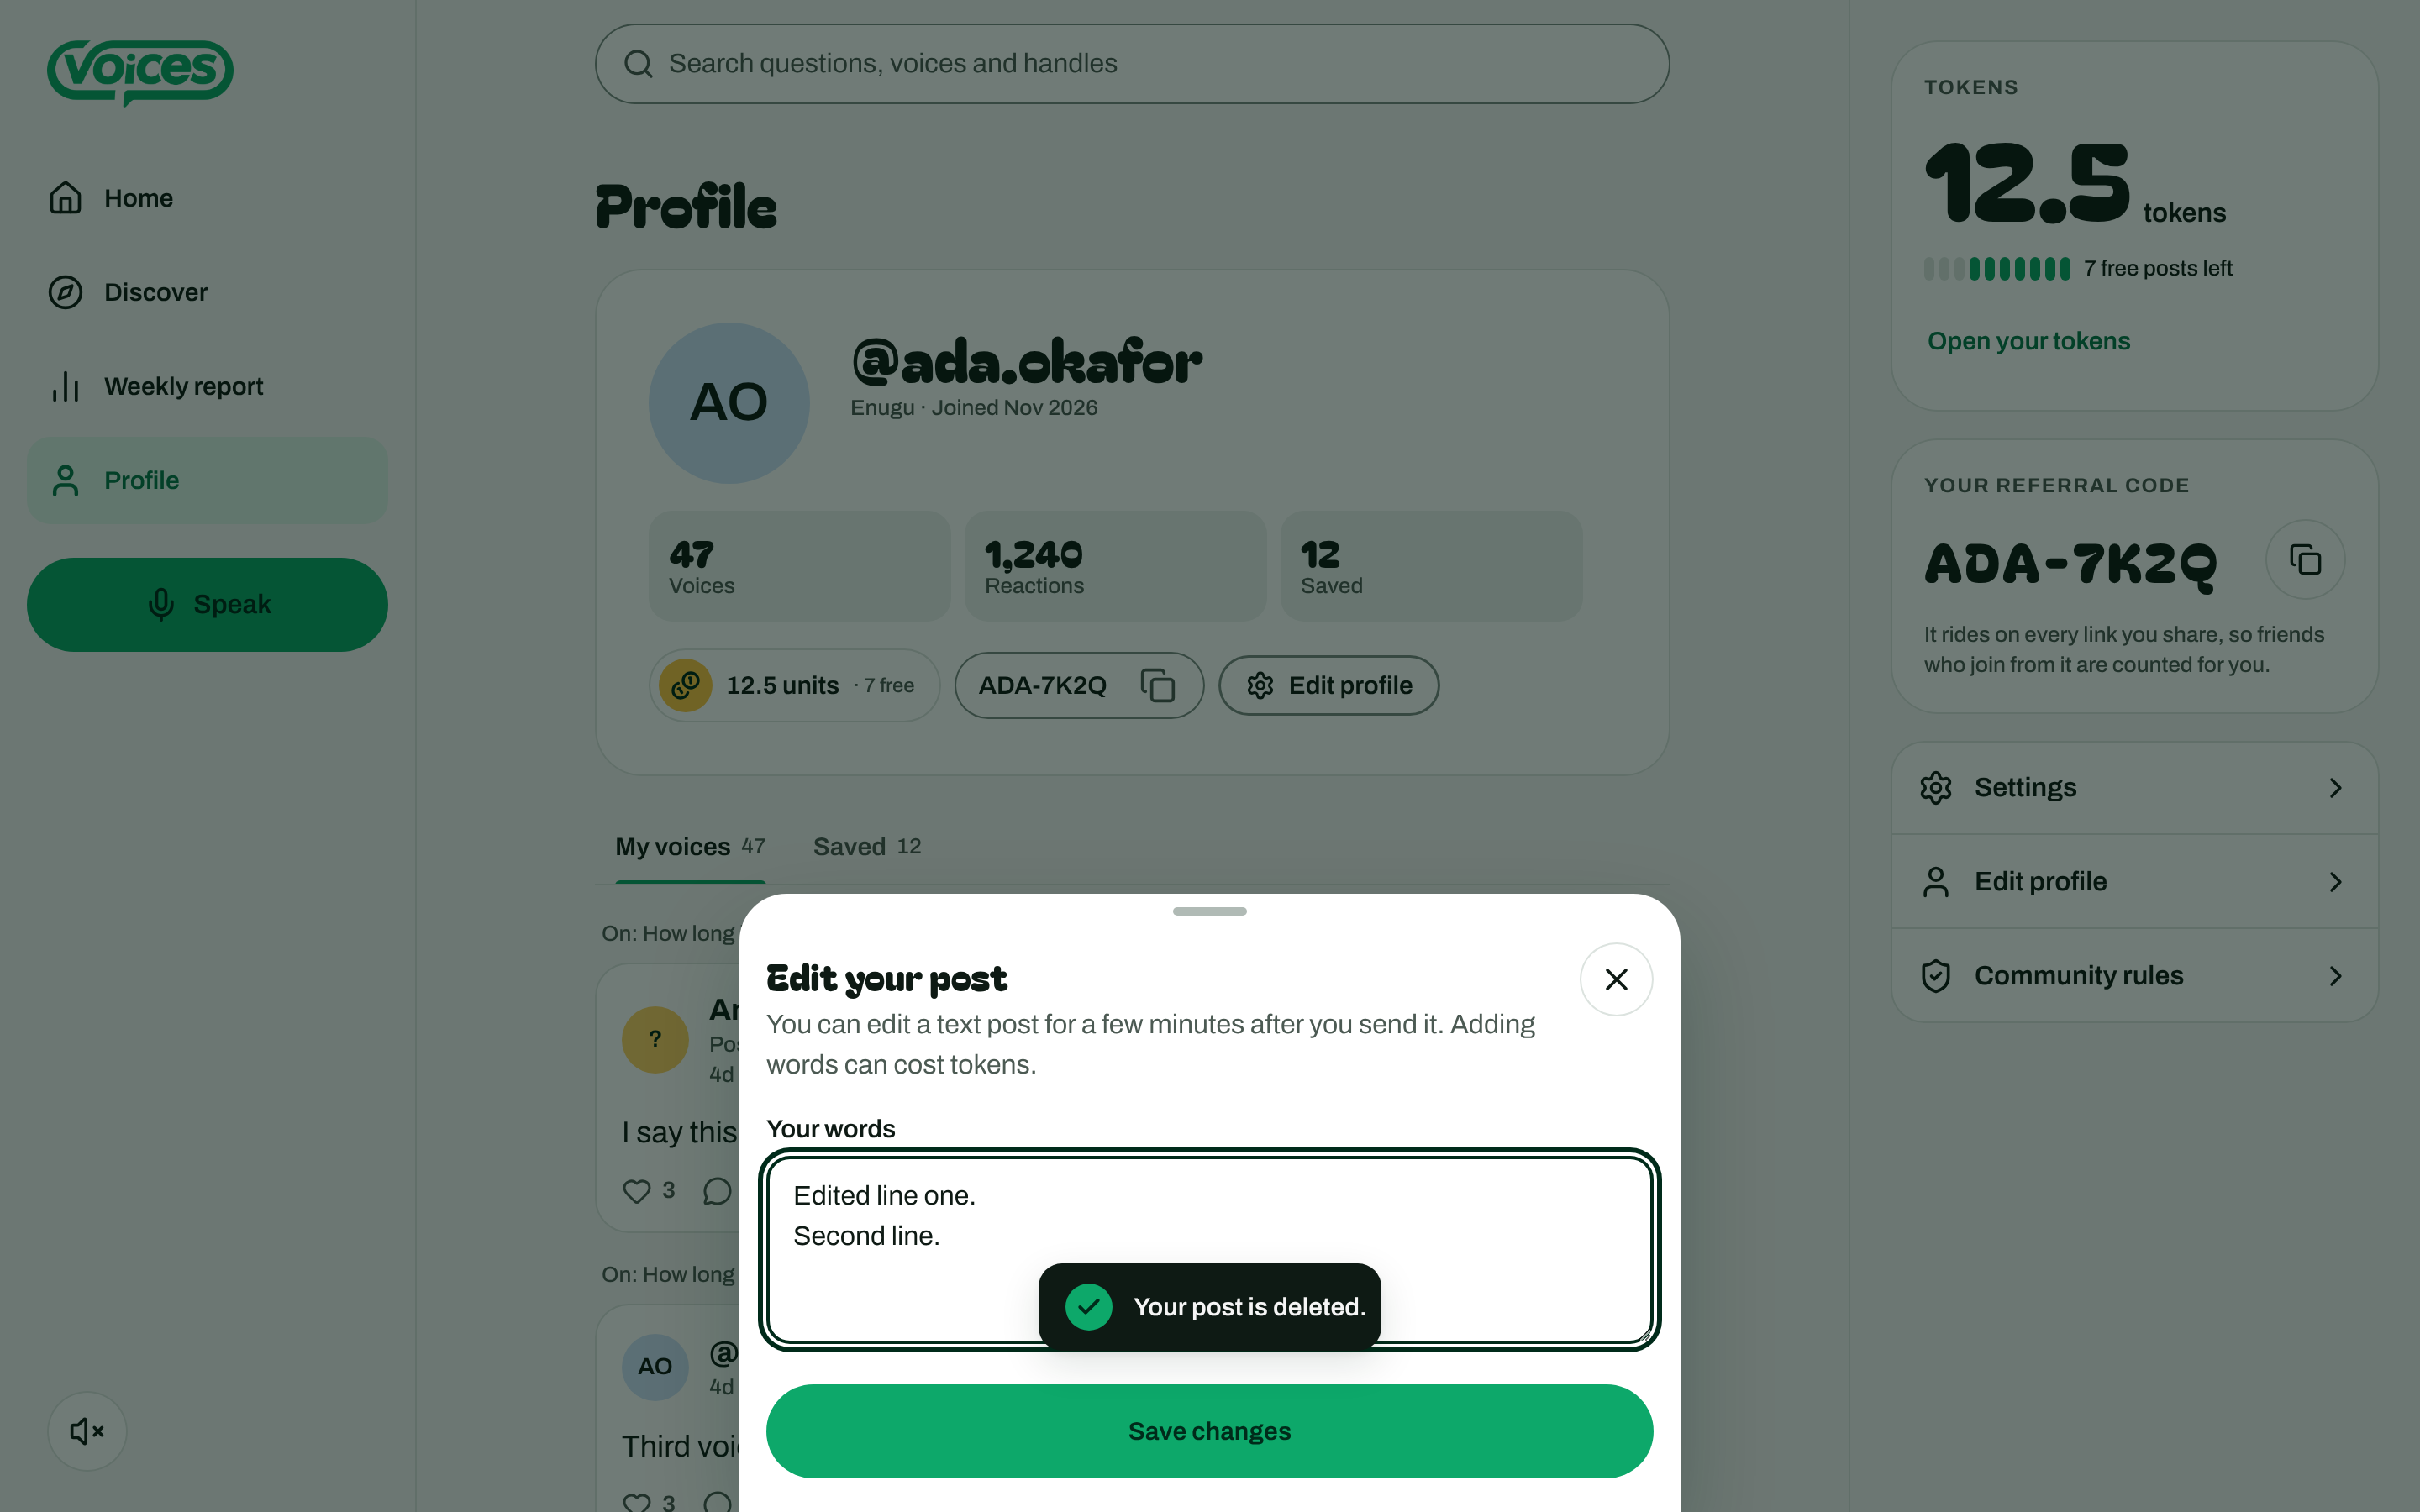 Voices
Home
Discover
Weekly report
Profile
Speak
Search questions, voices and handles
Profile
AO
@ada.okafor
Enugu · Joined Nov 2026
47
Voices
1,240
Reactions
12
Saved
12.5 units · 7 free
ADA-7K2Q
Edit profile
My voices 47
Saved 12
On: How long
?
4d
I say this
3
On: How long
AO
@
4d
Third
3
Edit your post
You can edit a text post for a few minutes after you send it. Adding
words can cost tokens.
Your words
Edited line one.
Second line.
Your post is deleted.
Save changes
TOKENS
12.5 tokens
7 free posts left
Open your tokens
YOUR REFERRAL CODE
ADA-7K2Q
It rides on every link you share, so friends
who join from it are counted for you.
Settings
Edit profile
Community rules